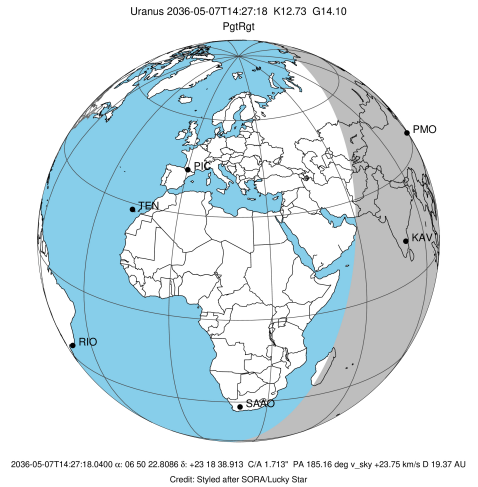 Uranus 2036-05-07T14:27:18 K12.73 G14.10
PgtRgt
PMO
PIC
TEN
KAV
RIO
SAAO
2036-05-07T14:27:18.0400 α: 06 50 22.8086 δ: +23 18 38.913 C/A 1.713" PA 185.16 deg v_sky +23.75 km/s D 19.37 AU
Credit: Styled after SORA/Lucky Star